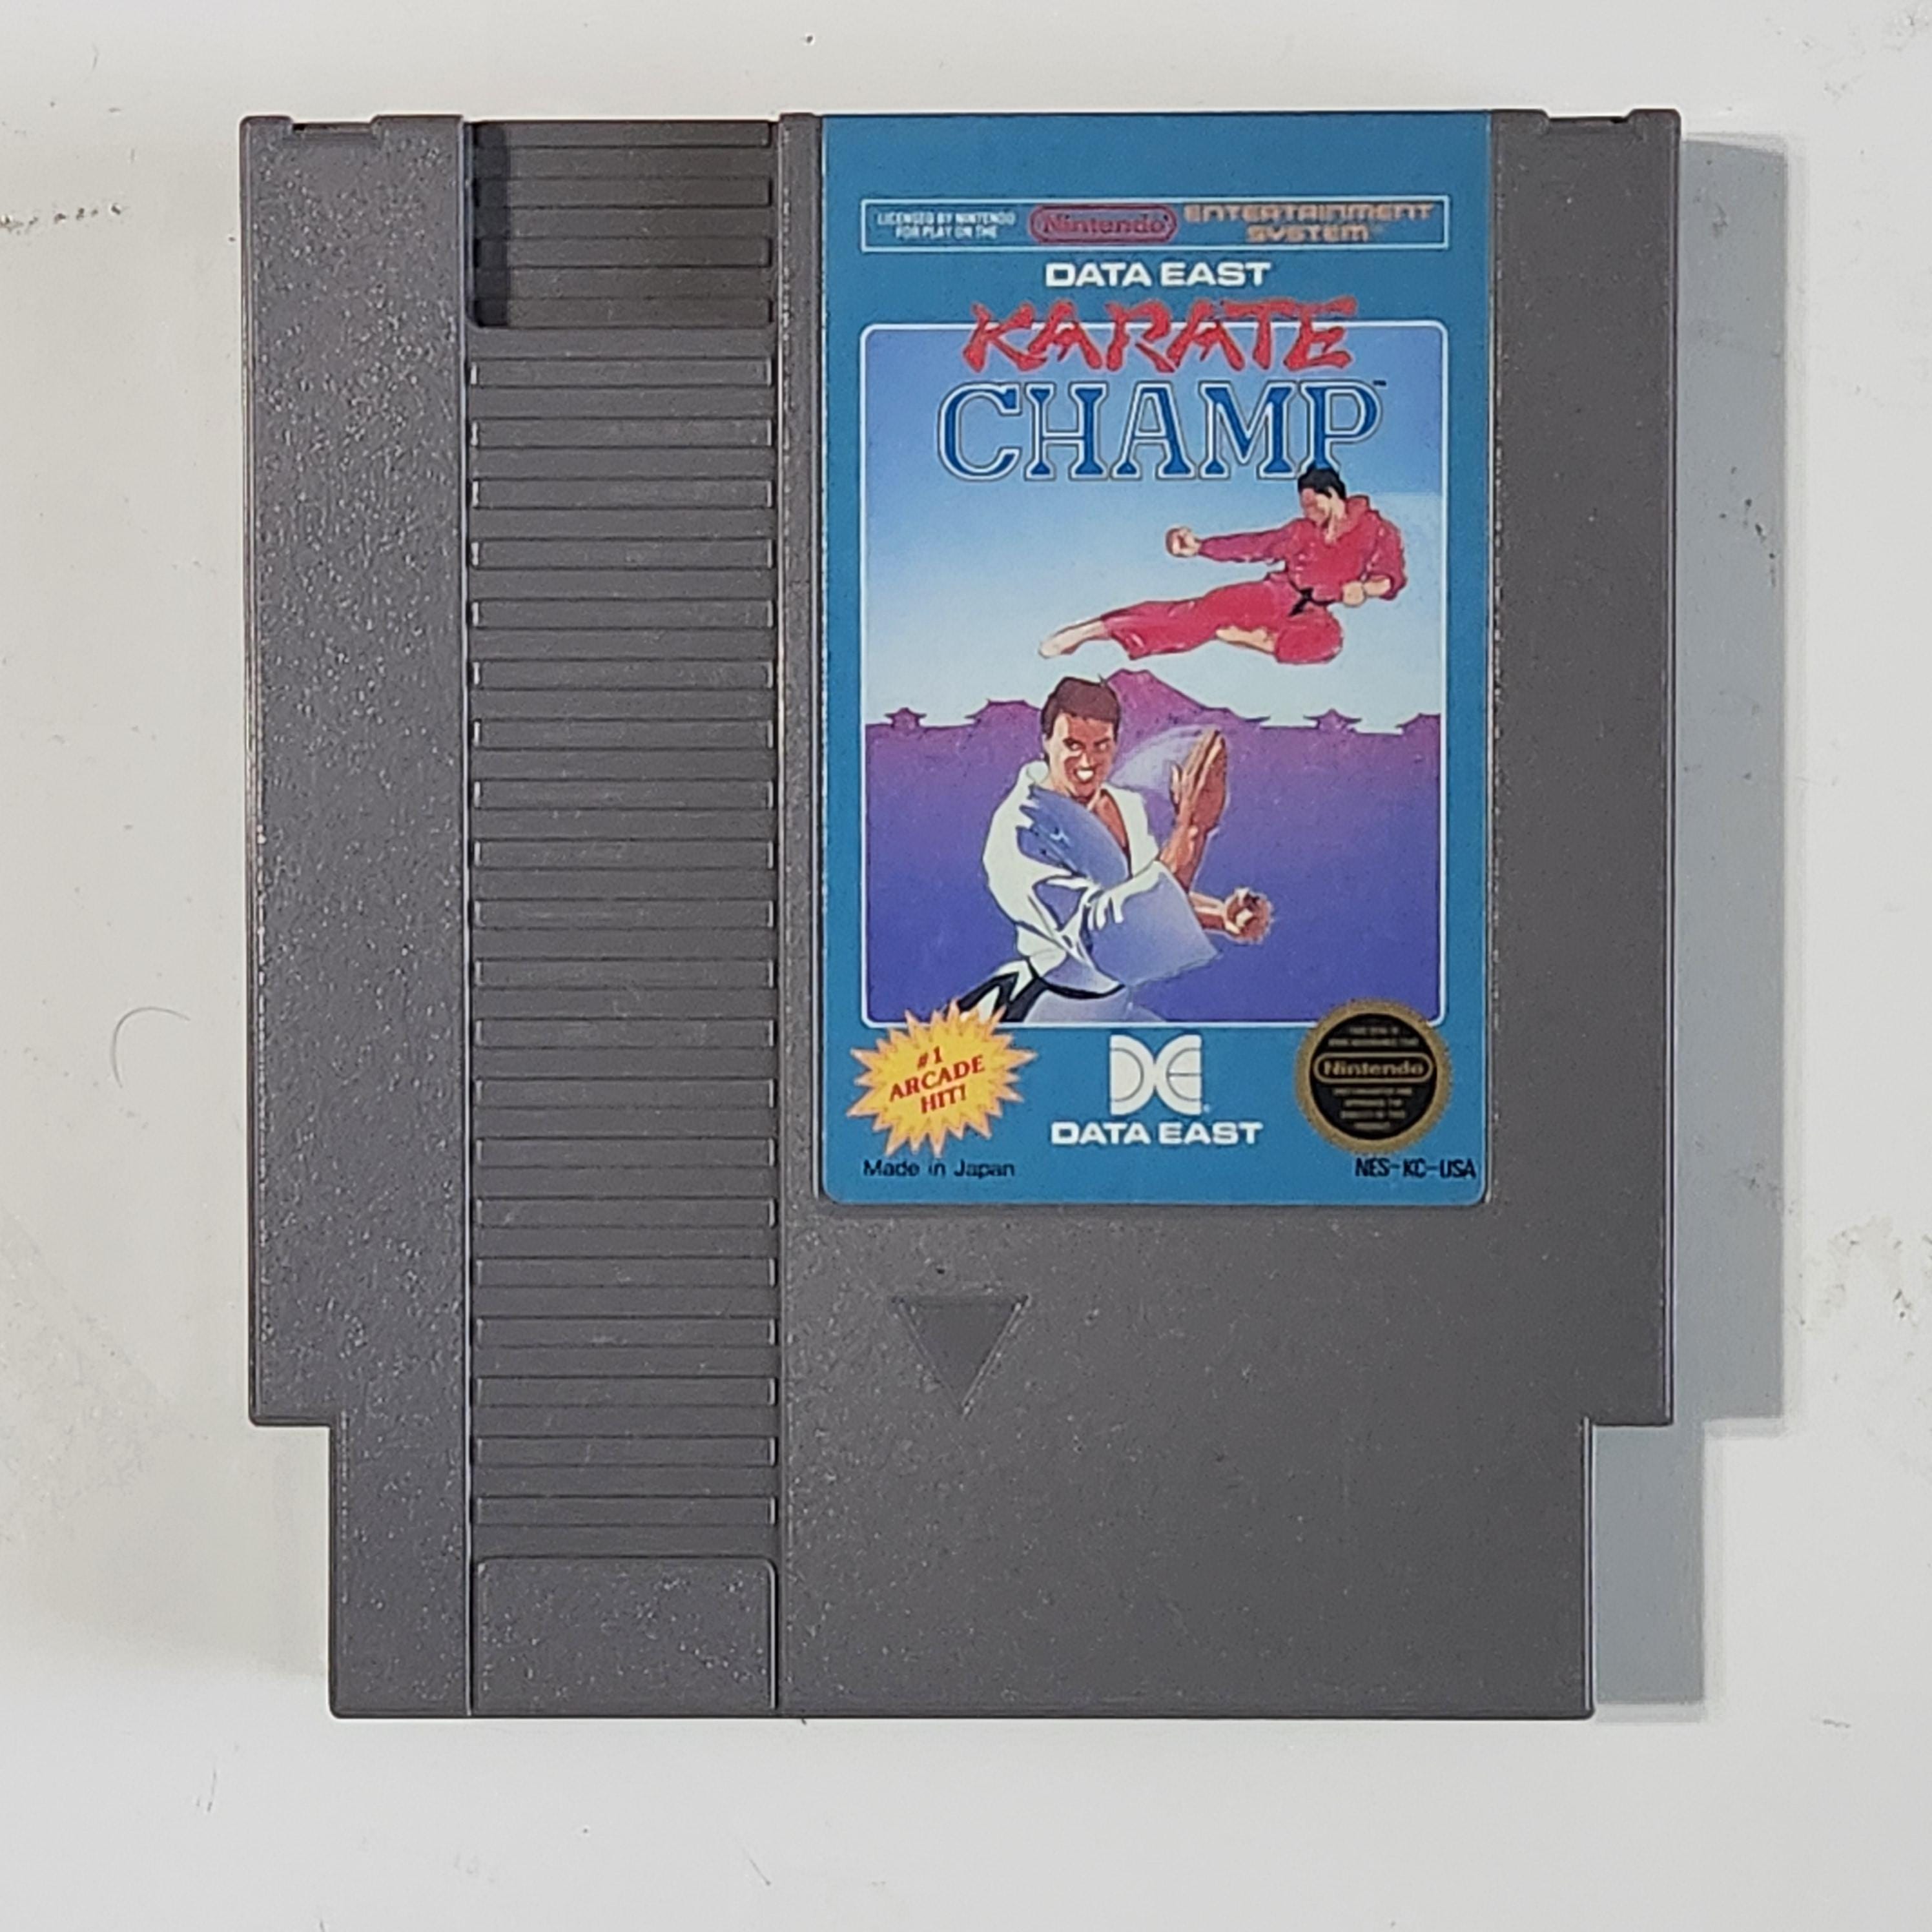 LICENSED BY NINTENDO
FOR PLAY ON THE
Nintendo
ENTERTAINMENT
SYSTEM
DATA EAST
KARATE
CHAMP™
#1
ARCADE
HIT!
DATA EAST
Nintendo
Made in Japan
NES-KC-USA